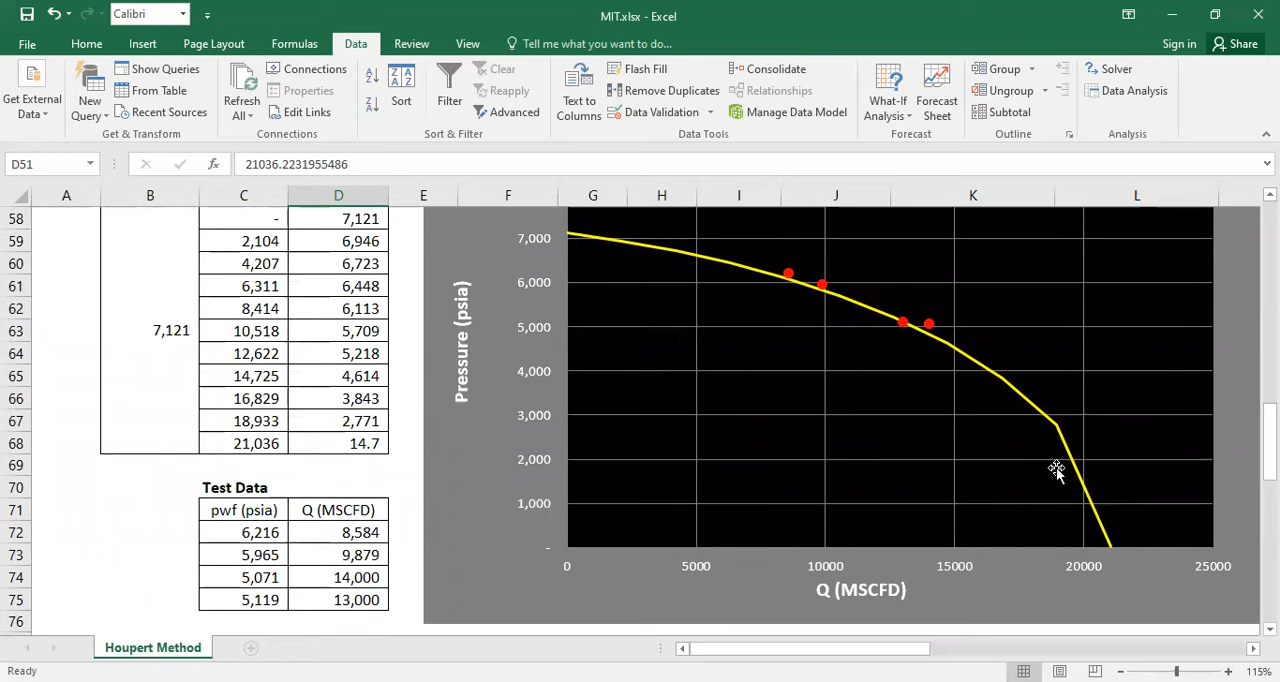 Calibri
MIT.xlsx - Excel
File Home Insert Page Layout Formulas Data Review View Tell me what you want to do... Sign in Share
Get External Data
New Query
Show Queries
From Table
Recent Sources
Get & Transform
Refresh All
Connections
Properties
Edit Links
Connections
Sort
Filter
Clear
Reapply
Advanced
Sort & Filter
Text to Columns
Flash Fill
Remove Duplicates
Data Validation
Consolidate
Relationships
Manage Data Model
Data Tools
What-If Analysis
Forecast Sheet
Forecast
Group
Ungroup
Subtotal
Outline
Solver
Data Analysis
Analysis
D51 fx 21036.2231955486
A B C D E F G H I J K L
58 - 7,121
59 2,104 6,946
60 4,207 6,723
61 6,311 6,448
62 8,414 6,113
63 7,121 10,518 5,709
64 12,622 5,218
65 14,725 4,614
66 16,829 3,843
67 18,933 2,771
68 21,036 14.7
69
70 Test Data
71 pwf (psia) Q (MSCFD)
72 6,216 8,584
73 5,965 9,879
74 5,071 14,000
75 5,119 13,000
76
Pressure (psia)
7,000
6,000
5,000
4,000
3,000
2,000
1,000
-
0 5000 10000 15000 20000 25000
Q (MSCFD)
Houpert Method
Ready 115%